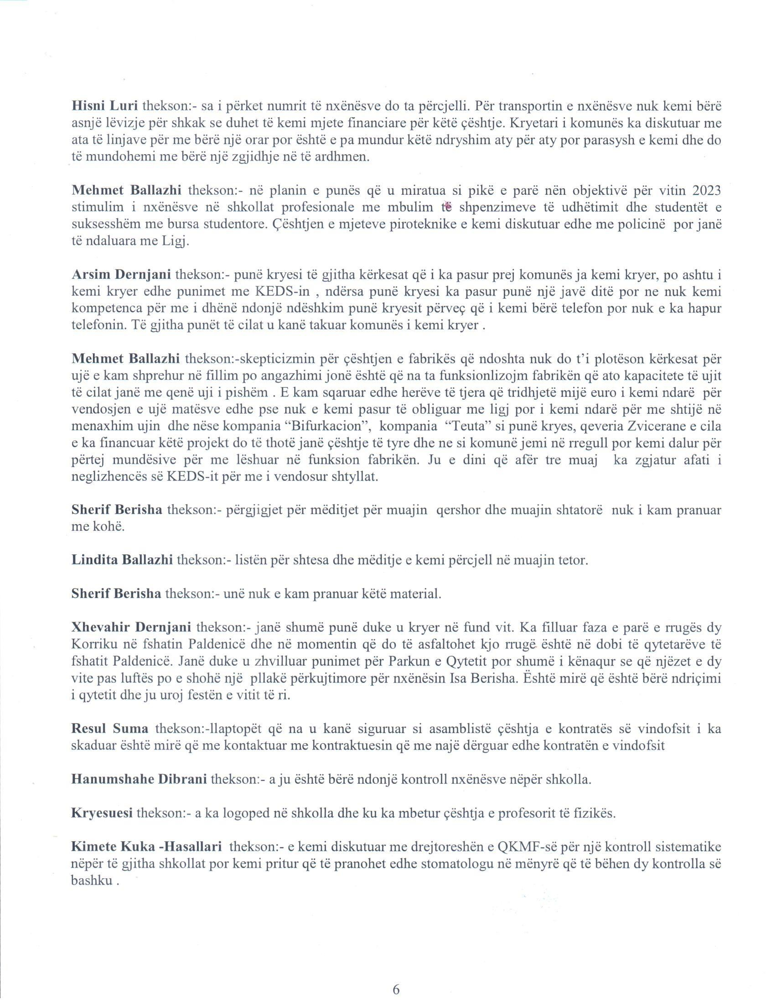 Hisni Luri thekson:- sa i përket numrit të nxënësve do ta përcjelli. Për transportin e nxënësve nuk kemi bërë
asnjë lëvizje për shkak se duhet të kemi mjete financiare për këtë çështje. Kryetari i komunës ka diskutuar me
ata të linjave për me bërë një orar por është e pa mundur këtë ndryshim aty për aty por parasysh e kemi dhe do
të mundohemi me bërë një zgjidhje në të ardhmen.
Mehmet Ballazhi thekson:- në planin e punës që u miratua si pikë e parë nën objektivë për vitin 2023
stimulim i nxënësve në shkollat profesionale me mbulim të shpenzimeve të udhëtimit dhe studentët e
suksesshëm me bursa studentore. Çështjen e mjeteve piroteknike e kemi diskutuar edhe me policinë por janë
të ndaluara me Ligj.
Arsim Dernjani thekson:- punë kryesi të gjitha kërkesat që i ka pasur prej komunës ja kemi kryer, po ashtu i
kemi kryer edhe punimet me KEDS-in , ndërsa punë kryesi ka pasur punë një javë ditë por ne nuk kemi
kompetenca për me i dhënë ndonjë ndëshkim punë kryesit përveç që i kemi bërë telefon por nuk e ka hapur
telefonin. Të gjitha punët të cilat u kanë takuar komunës i kemi kryer .
Mehmet Ballazhi thekson:-skepticizmin për çështjen e fabrikës që ndoshta nuk do t’i plotëson kërkesat për
ujë e kam shprehur në fillim po angazhimi jonë është që na ta funksionlizojm fabrikën që ato kapacitete të ujit
të cilat janë me qenë uji i pishëm . E kam sqaruar edhe herëve të tjera që tridhjetë mijë euro i kemi ndarë për
vendosjen e ujë matësve edhe pse nuk e kemi pasur të obliguar me ligj por i kemi ndarë për me shtijë në
menaxhim ujin dhe nëse kompania “Bifurkacion”, kompania “Teuta” si punë kryes, qeveria Zvicerane e cila
e ka financuar këtë projekt do të thotë janë çështje të tyre dhe ne si komunë jemi në rregull por kemi dalur për
përtej mundësive për me lëshuar në funksion fabrikën. Ju e dini që afër tre muaj ka zgjatur afati i
neglizhencës së KEDS-it për me i vendosur shtyllat.
Sherif Berisha thekson:- përgjigjet për mëditjet për muajin qershor dhe muajin shtatorë nuk i kam pranuar
me kohë.
Lindita Ballazhi thekson:- listën për shtesa dhe mëditje e kemi përcjell në muajin tetor.
Sherif Berisha thekson:- unë nuk e kam pranuar këtë material.
Xhevahir Dernjani thekson:- janë shumë punë duke u kryer në fund vit. Ka filluar faza e parë e rrugës dy
Korriku në fshatin Paldenicë dhe në momentin që do të asfaltohet kjo rrugë është në dobi të qytetarëve të
fshatit Paldenicë. Janë duke u zhvilluar punimet për Parkun e Qytetit por shumë i kënaqur se që njëzet e dy
vite pas luftës po e shohë një pllakë përkujtimore për nxënësin Isa Berisha. Është mirë që është bërë ndriçimi
i qytetit dhe ju uroj festën e vitit të ri.
Resul Suma thekson:-llaptopët që na u kanë siguruar si asamblistë çështja e kontratës së vindofsit i ka
skaduar është mirë që me kontaktuar me kontraktuesin që me najë dërguar edhe kontratën e vindofsit
Hanumshahe Dibrani thekson:- a ju është bërë ndonjë kontroll nxënësve nëpër shkolla.
Kryesuesi thekson:- a ka logoped në shkolla dhe ku ka mbetur çështja e profesorit të fizikës.
Kimete Kuka -Hasallari thekson:- e kemi diskutuar me drejtoreshën e QKMF-së për një kontroll sistematike
nëpër të gjitha shkollat por kemi pritur që të pranohet edhe stomatologu në mënyrë që të bëhen dy kontrolla së
bashku .
6